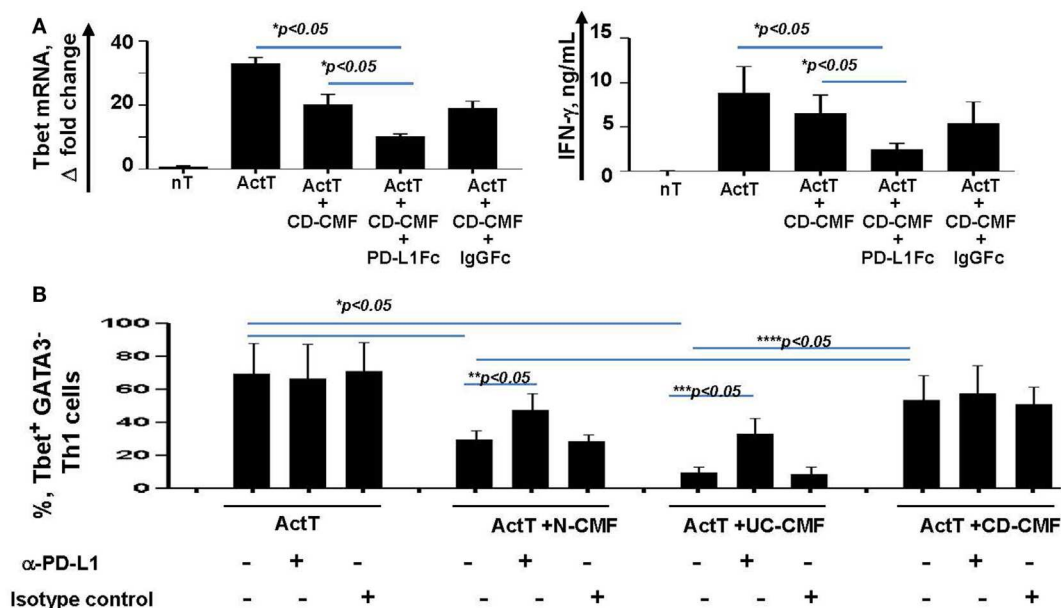 A
Tbet mRNA,
Δ fold change
40
20
0
*p<0.05
*p<0.05
nT
ActT
ActT
+
CD-CMF
ActT
+
CD-CMF
+
PD-L1Fc
ActT
+
CD-CMF
+
IgGFc
IFN-γ, ng/mL
15
10
5
0
*p<0.05
*p<0.05
nT
ActT
ActT
+
CD-CMF
ActT
+
CD-CMF
+
PD-L1Fc
ActT
+
CD-CMF
+
IgGFc
B
%, Tbet⁺ GATA3⁻
Th1 cells
100
80
60
40
20
0
*p<0.05
**p<0.05
***p<0.05
****p<0.05
ActT
ActT +N-CMF
ActT +UC-CMF
ActT +CD-CMF
α-PD-L1 - + - - + - - + - - + -
Isotype control - - + - - + - - + - - +